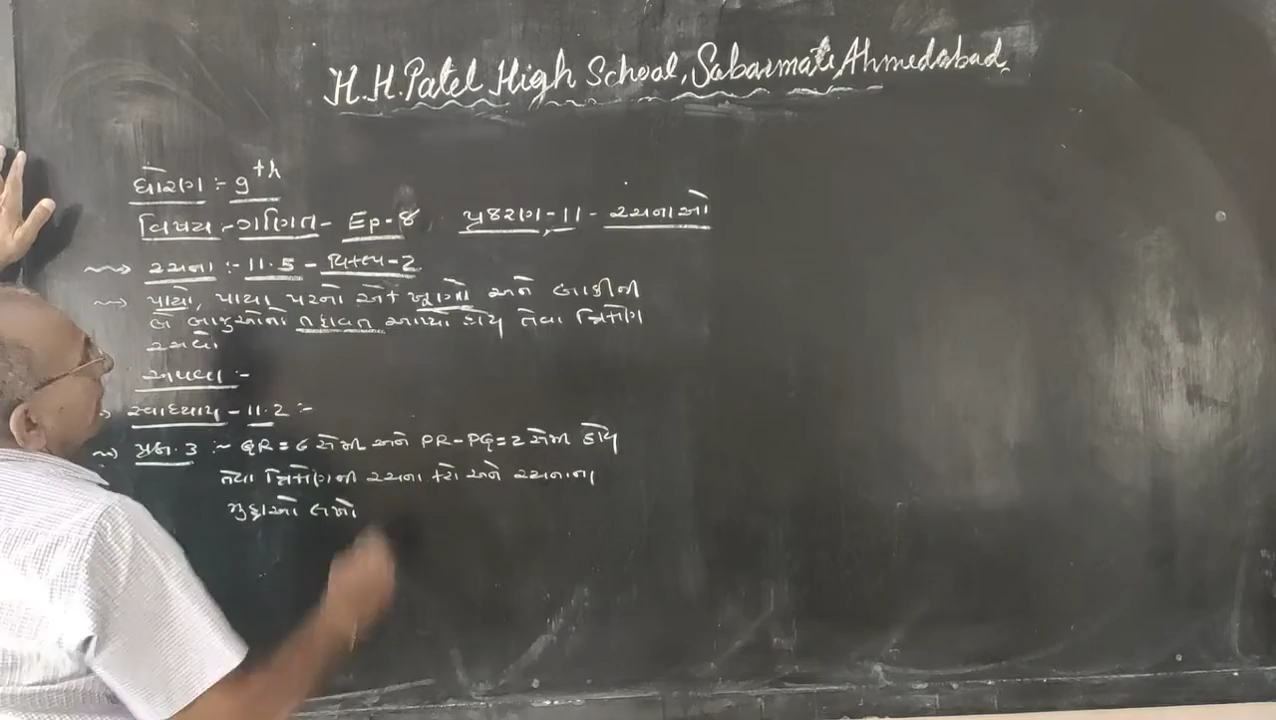 H.H.Patel High School, Sabarmati, Ahmedabad.
ધોરણ :- 9th
વિષય :- ગણિત - Ep-8 પ્રકરણ-11 - રચનાઓ
રચના :- 11.5 - વિકલ્પ-2
પાયો, પાયા પરનો એક ખૂણો અને બાકીની
બે બાજુઓનો તફાવત આપ્યો હોય તેવા ત્રિકોણ
રચવો.
અથવા :-
સ્વાધ્યાય - 11.2 :-
પ્રશ્ન. 3 :- QR = 6 સેમી અને PR-PQ = 2 સેમી હોય
તેવા ત્રિકોણની રચના કરો અને રચનાના
મુદ્દાઓ લખો